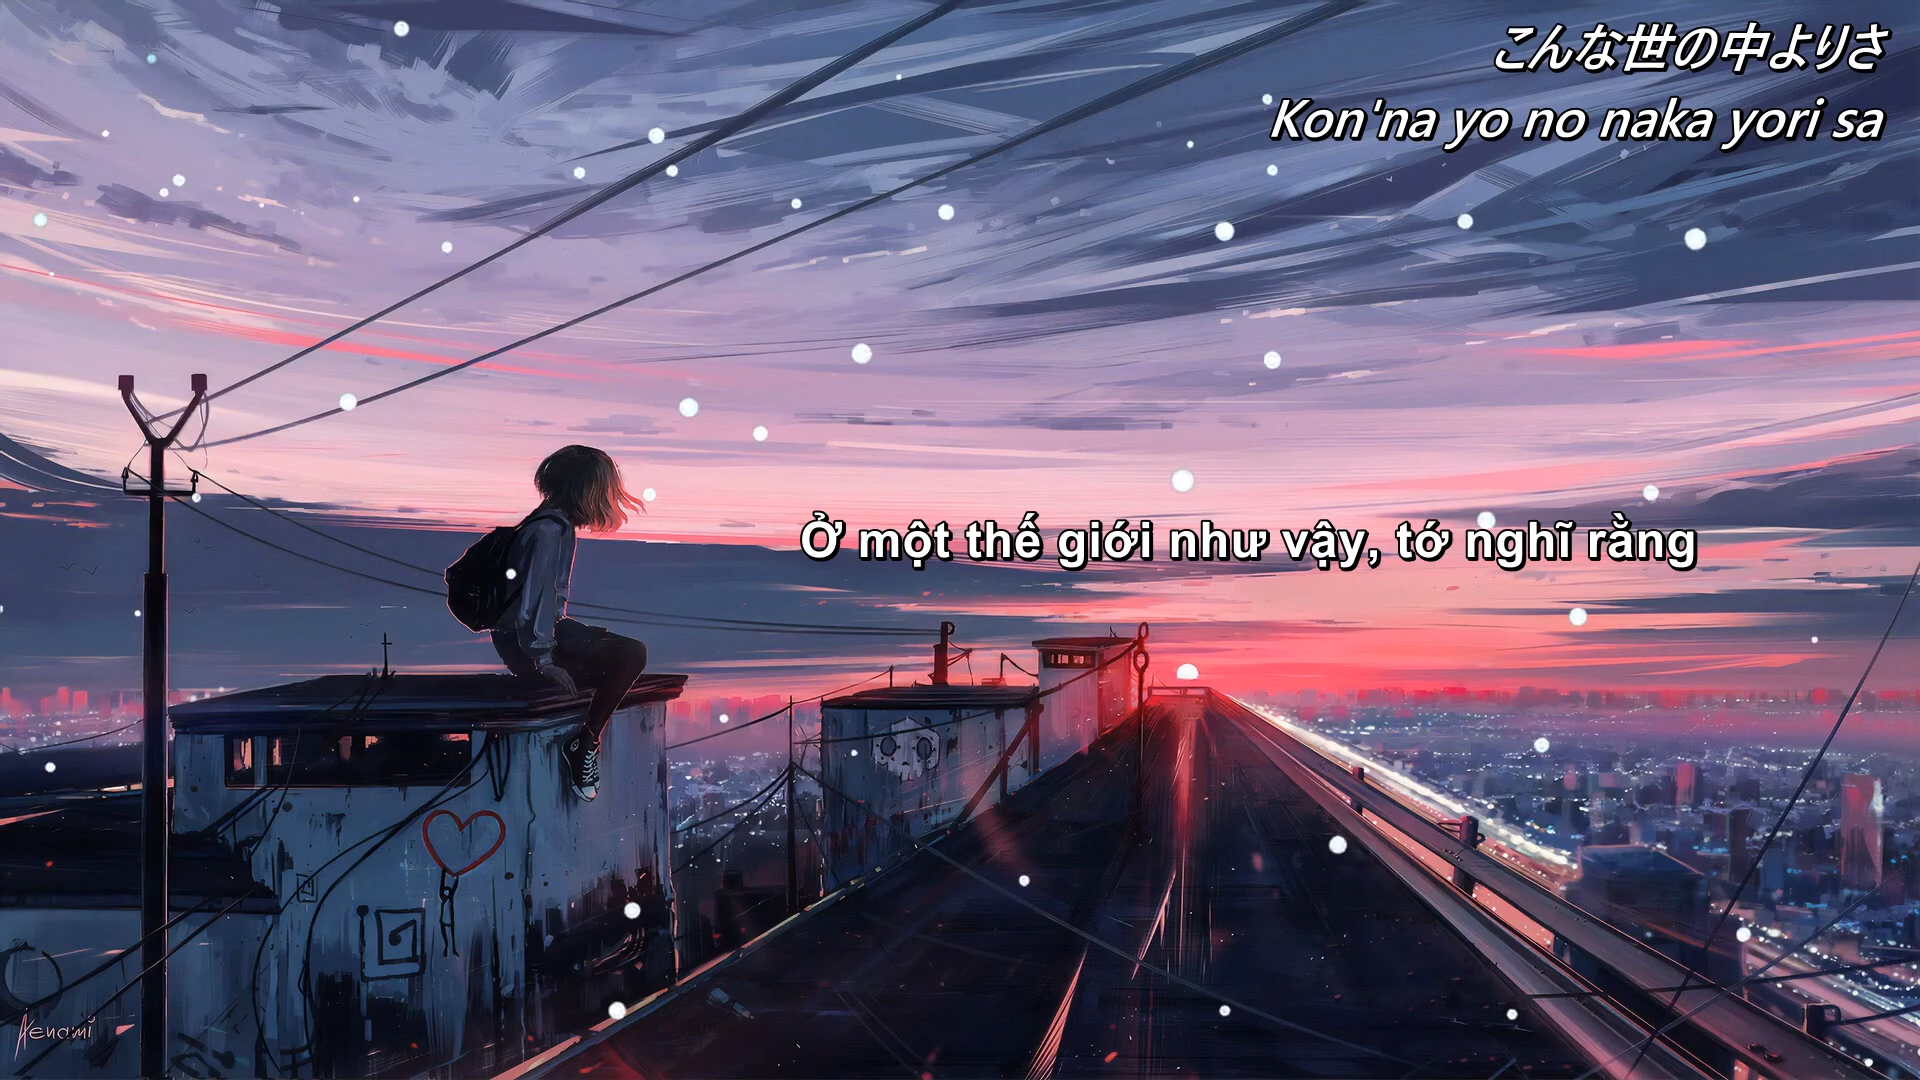 こんな世の中よりさ
Kon'na yo no naka yori sa
Ở một thế giới như vậy, tớ nghĩ rằng
Aenami